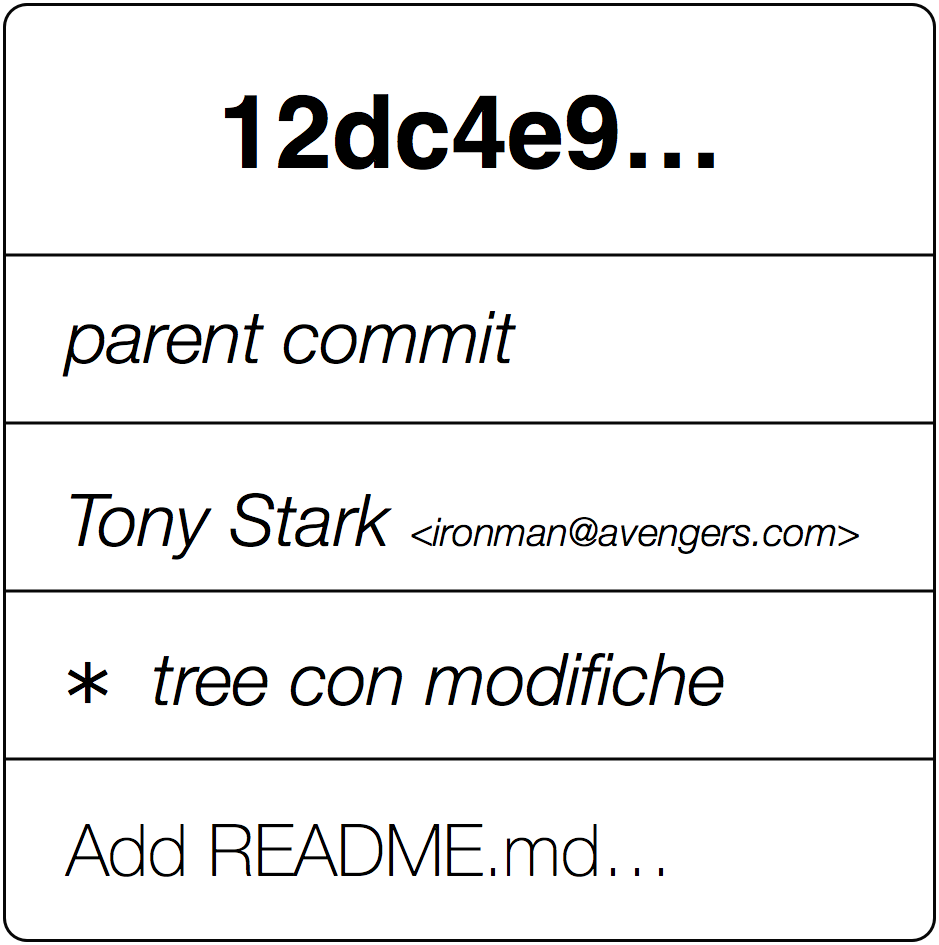 12dc4e9…
parent commit
Tony Stark <ironman@avengers.com>
* tree con modifiche
Add README.md…